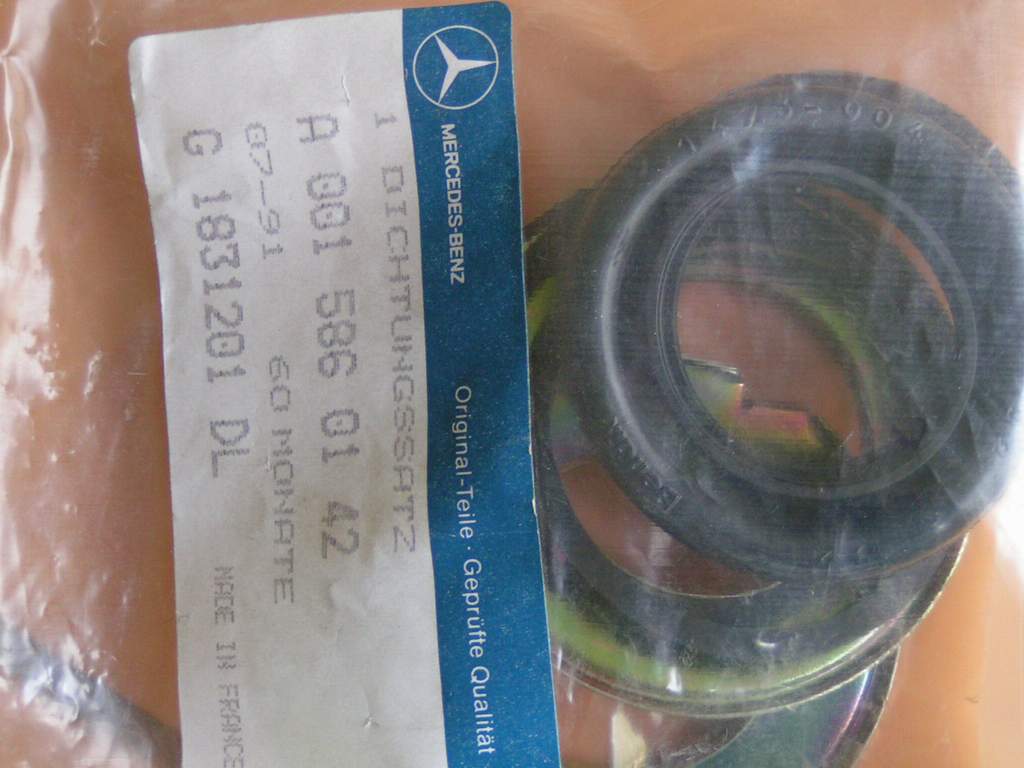 MERCEDES-BENZ Original-Teile · Geprüfte Qualität
1 DICHTUNGSSATZ
A 001 586 01 42
07-91 60 MONATE
G 1831201 DL MADE IN FRANCE